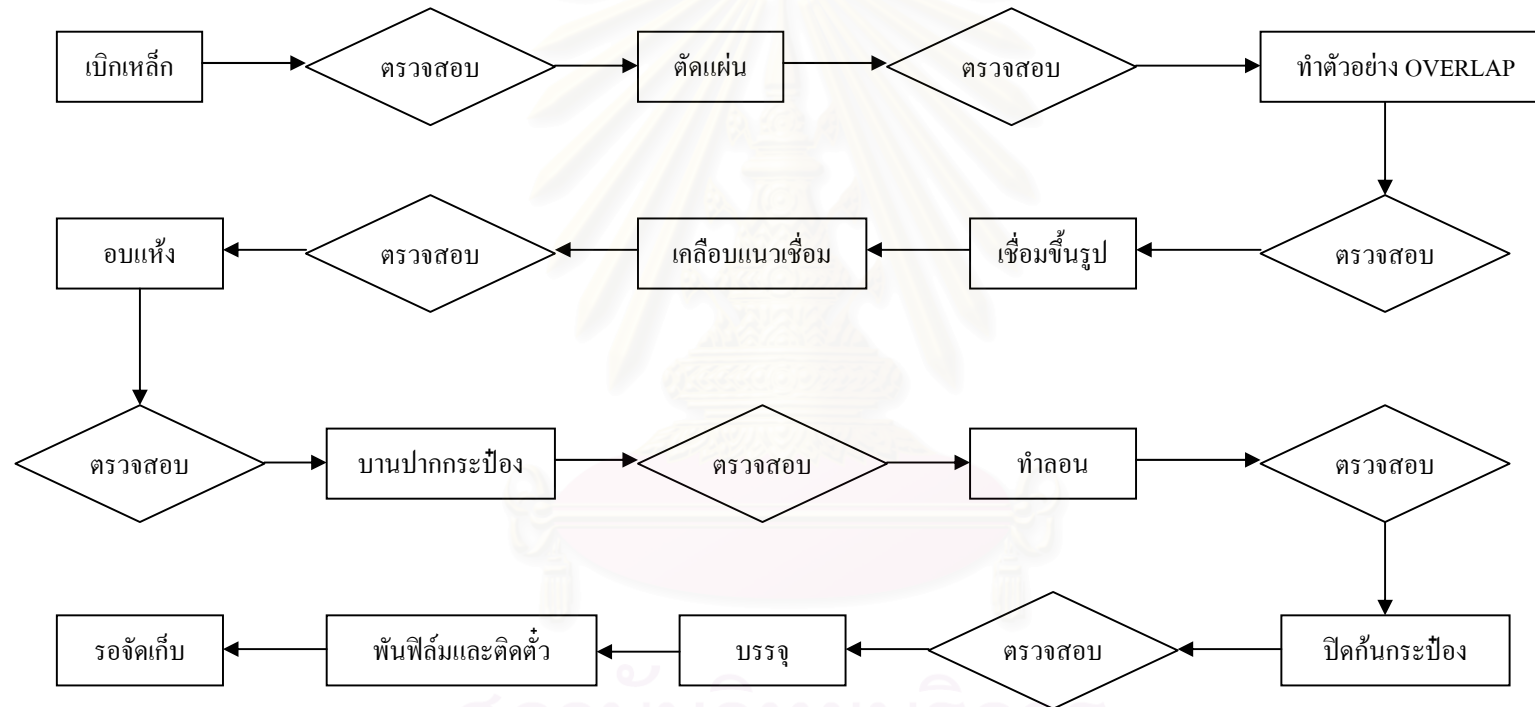 เบิกเหล็ก
ตรวจสอบ
ตัดแผ่น
ตรวจสอบ
ทำตัวอย่าง OVERLAP
ตรวจสอบ
เชื่อมขึ้นรูป
เคลือบแนวเชื่อม
ตรวจสอบ
อบแห้ง
ตรวจสอบ
บานปากกระป๋อง
ตรวจสอบ
ทำลอน
ตรวจสอบ
ปิดก้นกระป๋อง
ตรวจสอบ
บรรจุ
พันฟิล์มและติดตั๋ว
รอจัดเก็บ